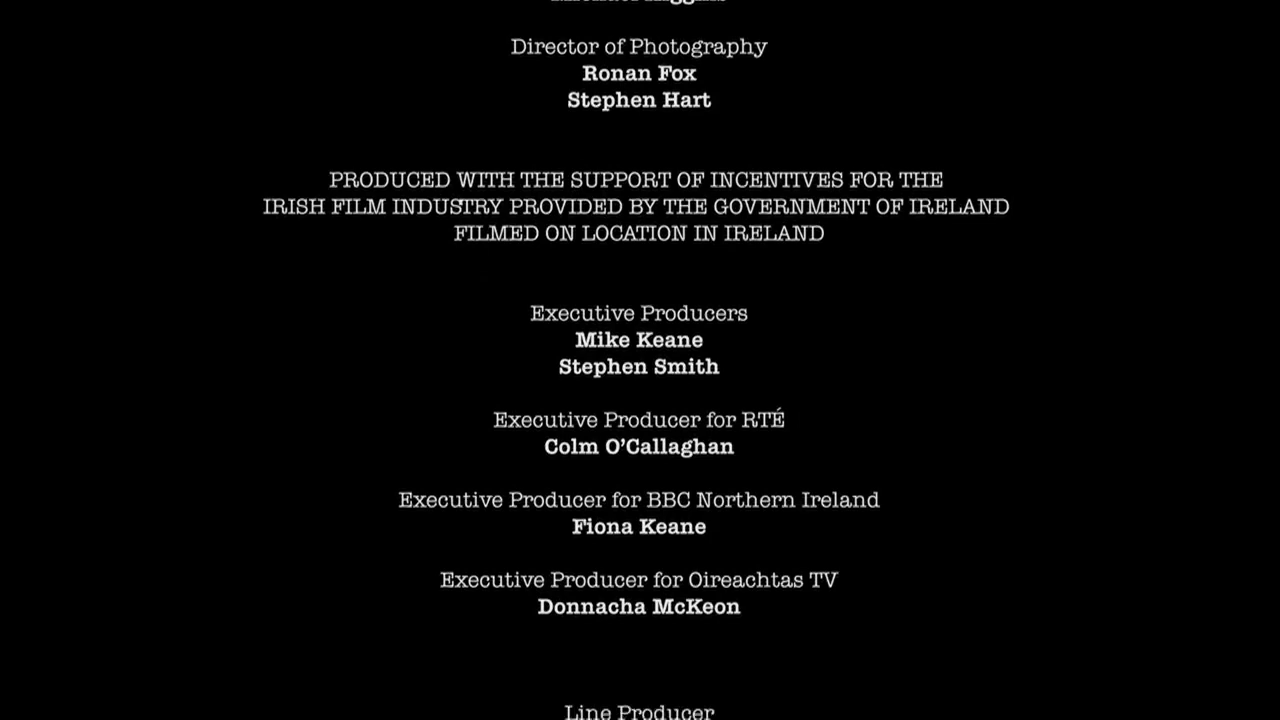 Director of Photography
Ronan Fox
Stephen Hart
PRODUCED WITH THE SUPPORT OF INCENTIVES FOR THE
IRISH FILM INDUSTRY PROVIDED BY THE GOVERNMENT OF IRELAND
FILMED ON LOCATION IN IRELAND
Executive Producers
Mike Keane
Stephen Smith
Executive Producer for RTÉ
Colm O’Callaghan
Executive Producer for BBC Northern Ireland
Fiona Keane
Executive Producer for Oireachtas TV
Donnacha McKeon
Line Producer